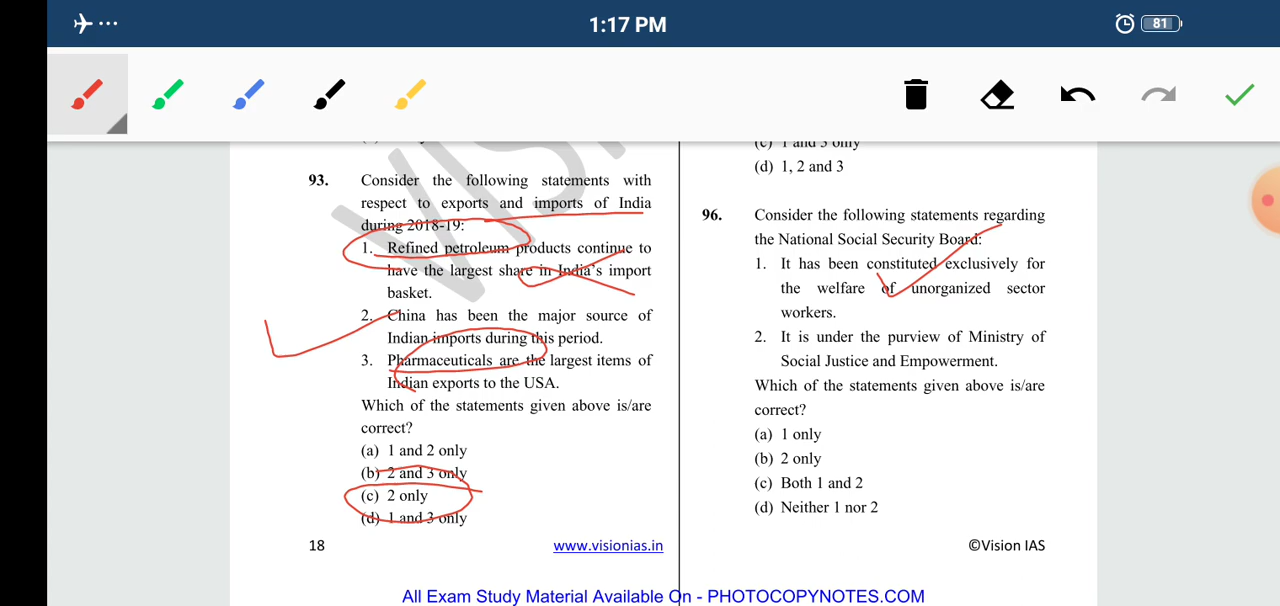 1:17 PM
81
(c) 1 and 3 only
(d) 1, 2 and 3
VISI
93. Consider the following statements with
respect to exports and imports of India
during 2018-19:
1. Refined petroleum products continue to
have the largest share in India's import
basket.
2. China has been the major source of
Indian imports during this period.
3. Pharmaceuticals are the largest items of
Indian exports to the USA.
Which of the statements given above is/are
correct?
(a) 1 and 2 only
(b) 2 and 3 only
(c) 2 only
(d) 1 and 3 only
96. Consider the following statements regarding
the National Social Security Board:
1. It has been constituted exclusively for
the welfare of unorganized sector
workers.
2. It is under the purview of Ministry of
Social Justice and Empowerment.
Which of the statements given above is/are
correct?
(a) 1 only
(b) 2 only
(c) Both 1 and 2
(d) Neither 1 nor 2
18 www.visionias.in ©Vision IAS
All Exam Study Material Available On - PHOTOCOPYNOTES.COM